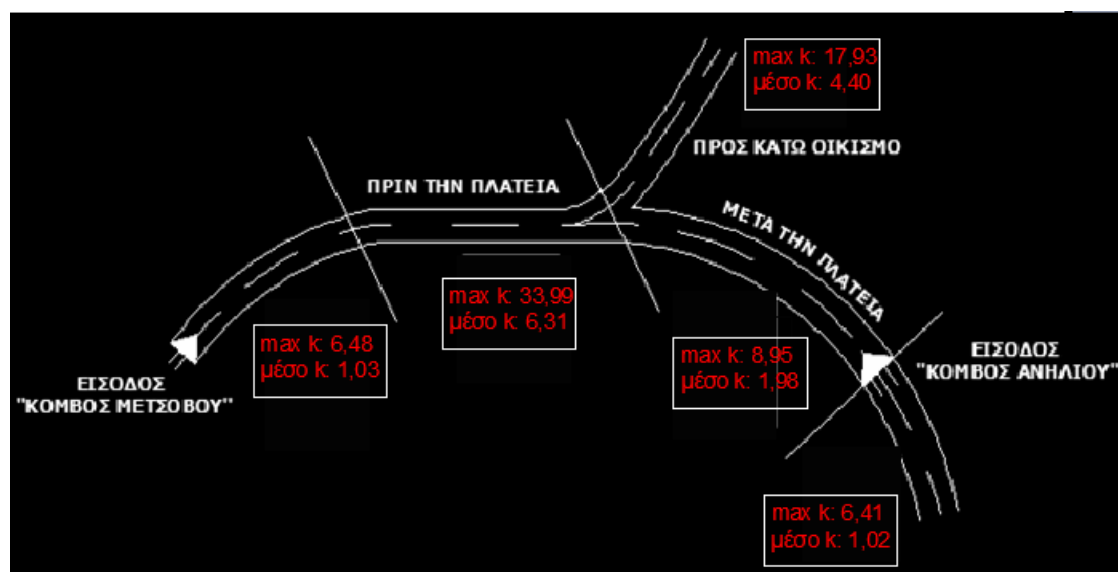 max k: 17,93
μέσο k: 4,40
ΠΡΟΣ ΚΑΤΩ ΟΙΚΙΣΜΟ
ΠΡΙΝ ΤΗΝ ΠΛΑΤΕΙΑ
ΜΕΤΑ ΤΗΝ ΠΛΑΤΕΙΑ
max k: 33,99
μέσο k: 6,31
max k: 6,48
μέσο k: 1,03
max k: 8,95
μέσο k: 1,98
ΕΙΣΟΔΟΣ
"ΚΟΜΒΟΣ ΑΝΗΛΙΟΥ"
ΕΙΣΟΔΟΣ
"ΚΟΜΒΟΣ ΜΕΤΣΟΒΟΥ"
max k: 6,41
μέσο k: 1,02